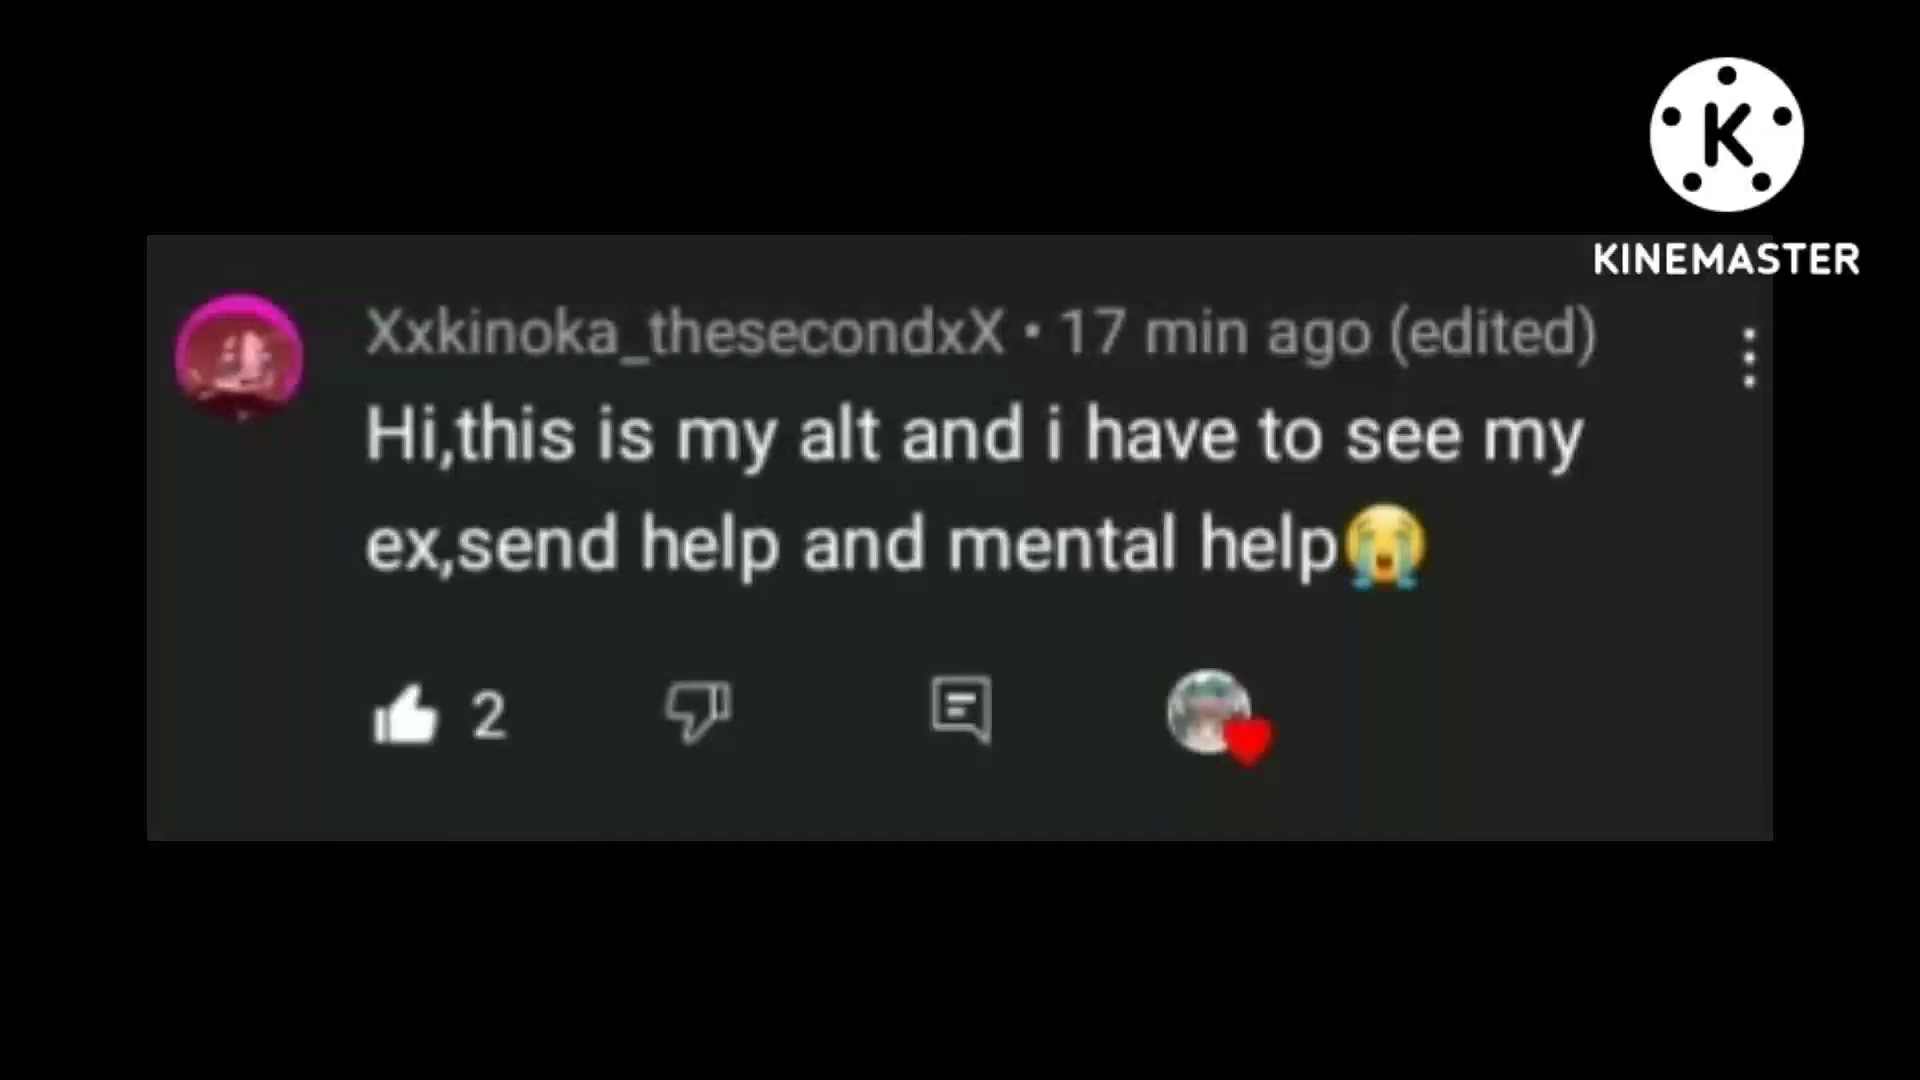 K
KINEMASTER
Xxkinoka_thesecondxX • 17 min ago (edited)
Hi,this is my alt and i have to see my
ex,send help and mental help😭
2